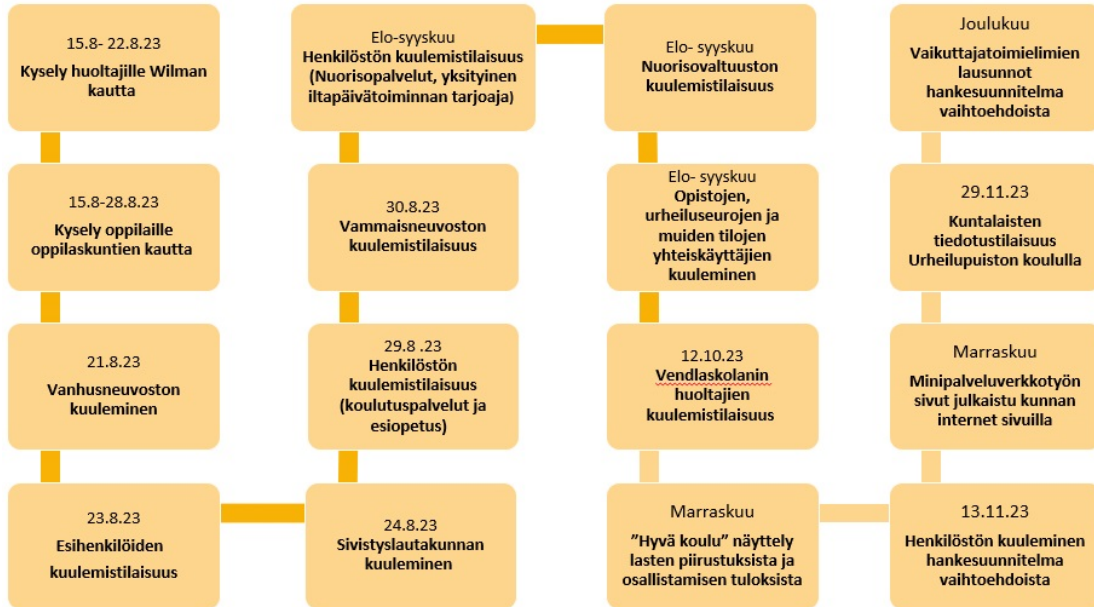 15.8- 22.8.23
Kysely huoltajille Wilman
kautta
15.8-28.8.23
Kysely oppilaille
oppilaskuntien kautta
21.8.23
Vanhusneuvoston
kuuleminen
23.8.23
Esihenkilöiden
kuulemistilaisuus
24.8.23
Sivistyslautakunnan
kuuleminen
29.8 .23
Henkilöstön
kuulemistilaisuus
(koulutuspalvelut ja
esiopetus)
30.8.23
Vammaisneuvoston
kuulemistilaisuus
Elo-syyskuu
Henkilöstön kuulemistilaisuus
(Nuorisopalvelut, yksityinen
iltapäivätoiminnan tarjoaja)
Elo- syyskuu
Nuorisovaltuuston
kuulemistilaisuus
Elo- syyskuu
Opistojen,
urheiluseurojen ja
muiden tilojen
yhteiskäyttäjien
kuuleminen
12.10.23
Vendlaskolanin
huoltajien
kuulemistilaisuus
Marraskuu
”Hyvä koulu” näyttely
lasten piirustuksista ja
osallistamisen tuloksista
13.11.23
Henkilöstön kuuleminen
hankesuunnitelma
vaihtoehdoista
Marraskuu
Minipalveluverkkotyön
sivut julkaistu kunnan
internet sivuilla
29.11.23
Kuntalaisten
tiedotustilaisuus
Urheilupuiston koululla
Joulukuu
Vaikuttajatoimielimien
lausunnot
hankesuunnitelma
vaihtoehdoista